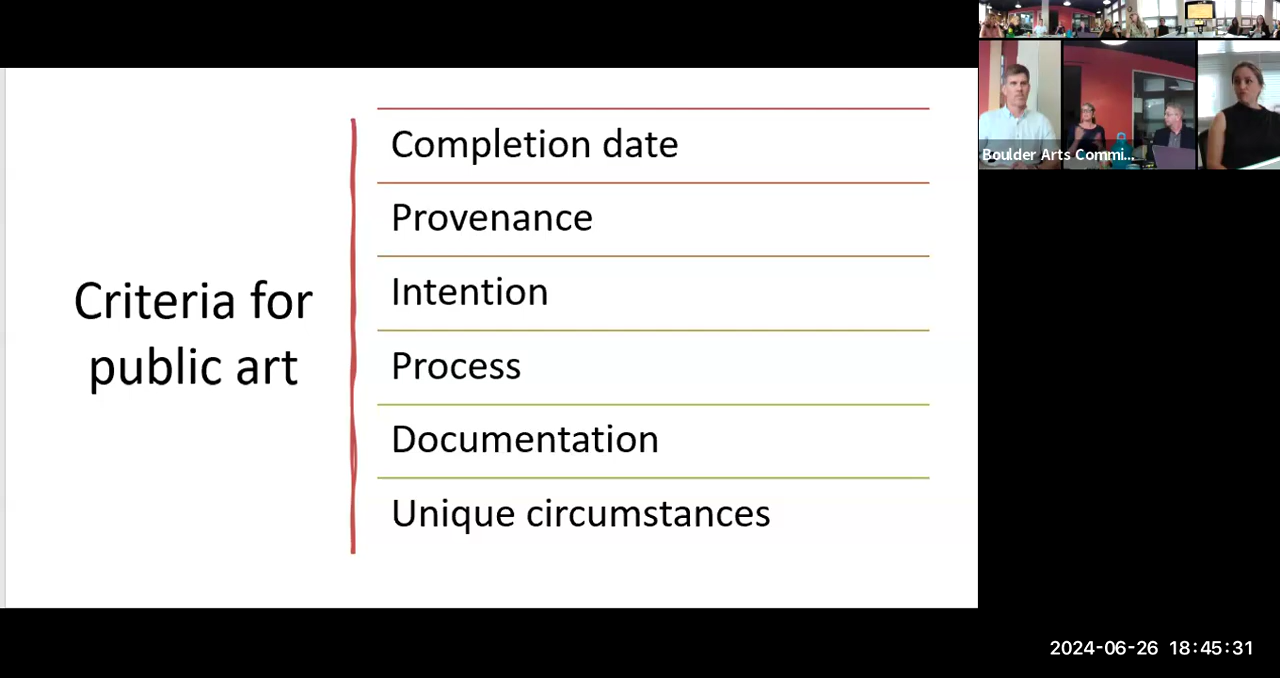 Criteria for
public art
Completion date
Provenance
Intention
Process
Documentation
Unique circumstances
Boulder Arts Commi...
2024-06-26 18:45:31